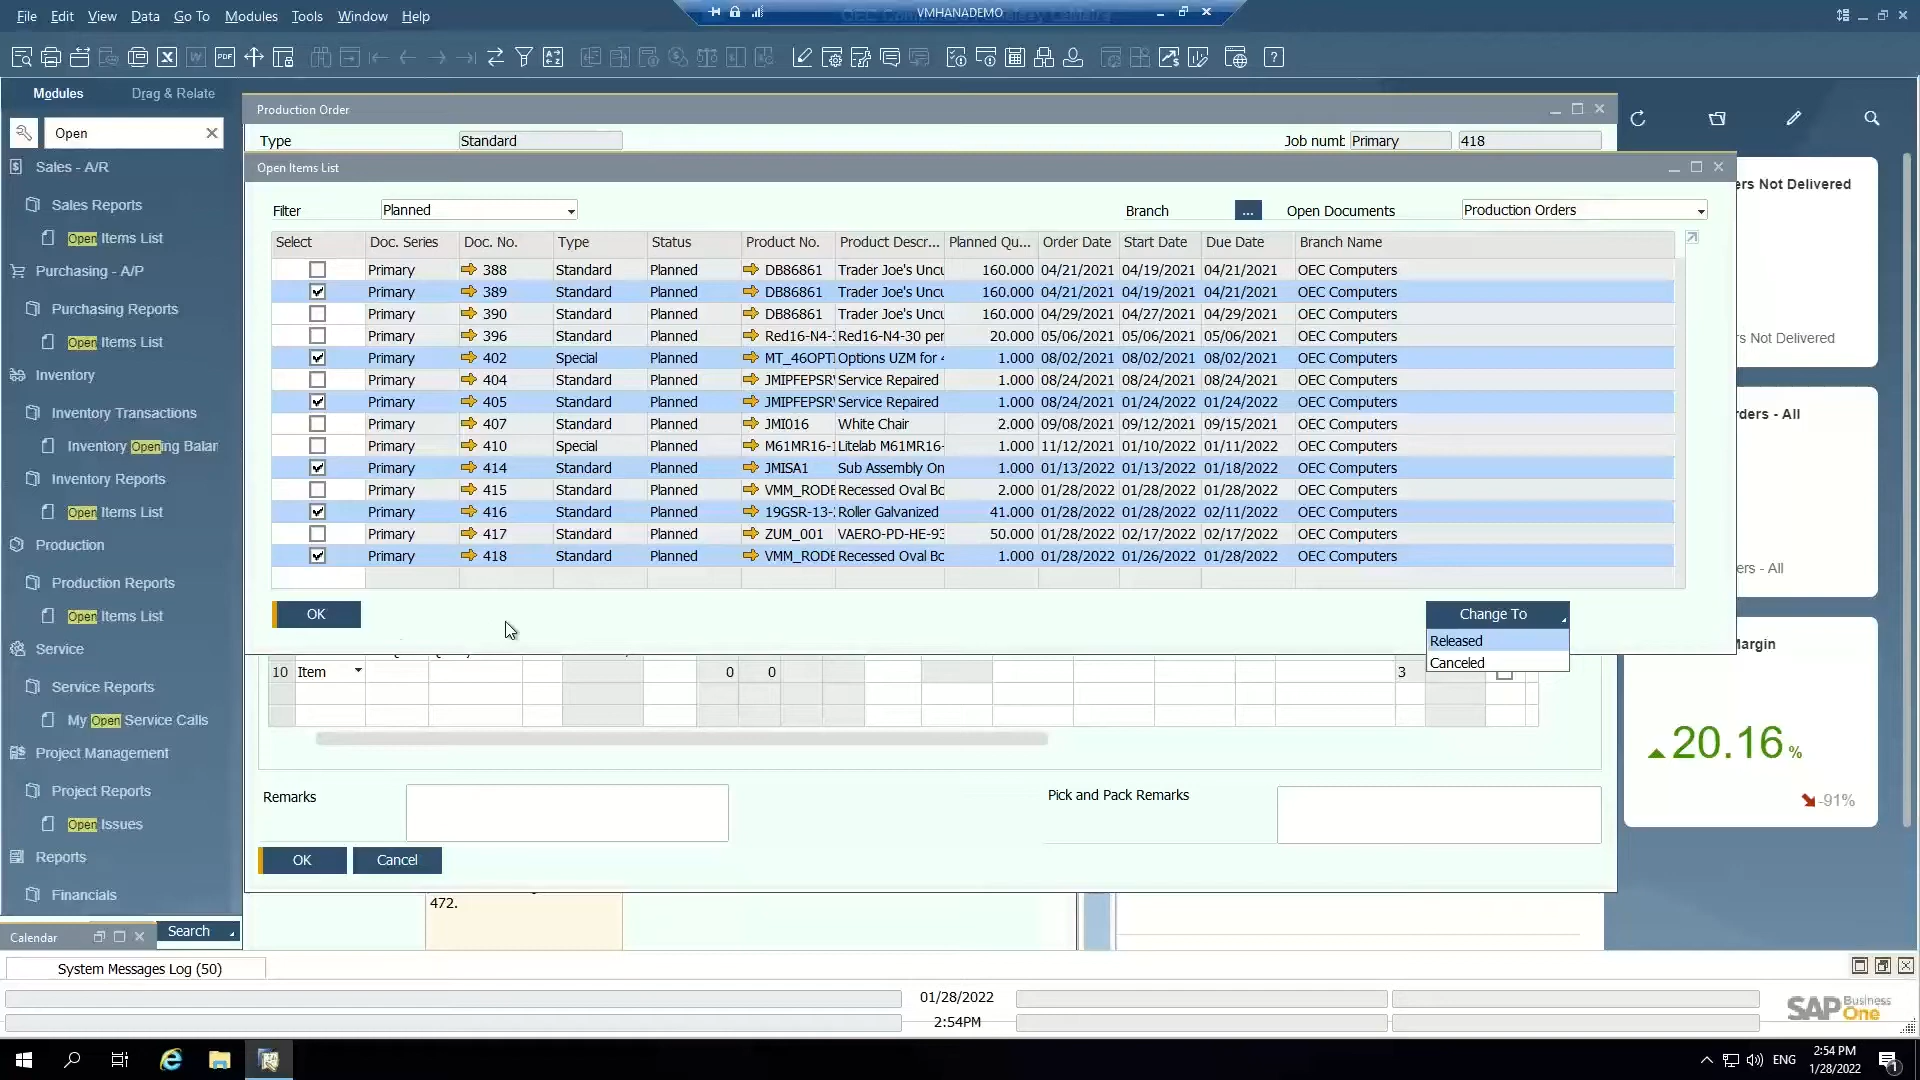 File Edit View Data Go To Modules Tools Window Help
VMHANADEMO
Modules Drag & Relate
Open
Sales - A/R
Sales Reports
Open Items List
Purchasing - A/P
Purchasing Reports
Open Items List
Inventory
Inventory Transactions
Inventory Opening Balar
Inventory Reports
Open Items List
Production
Production Reports
Open Items List
Service
Service Reports
My Open Service Calls
Project Management
Project Reports
Open Issues
Reports
Financials
Calendar
Search
Production Order
Type Standard Job numb Primary 418
Open Items List
Filter Planned Branch ... Open Documents Production Orders
Select Doc. Series Doc. No. Type Status Product No. Product Descr... Planned Qu... Order Date Start Date Due Date Branch Name
Primary 388 Standard Planned DB86861 Trader Joe's Uncu 160.000 04/21/2021 04/19/2021 04/21/2021 OEC Computers
Primary 389 Standard Planned DB86861 Trader Joe's Uncu 160.000 04/21/2021 04/19/2021 04/21/2021 OEC Computers
Primary 390 Standard Planned DB86861 Trader Joe's Uncu 160.000 04/29/2021 04/27/2021 04/29/2021 OEC Computers
Primary 396 Standard Planned Red16-N4- Red16-N4-30 per 20.000 05/06/2021 05/06/2021 05/06/2021 OEC Computers
Primary 402 Special Planned MT_46OPT Options UZM for 1.000 08/02/2021 08/02/2021 08/02/2021 OEC Computers
Primary 404 Standard Planned JMIPFEPSR Service Repaired 1.000 08/24/2021 08/24/2021 08/24/2021 OEC Computers
Primary 405 Standard Planned JMIPFEPSR Service Repaired 1.000 08/24/2021 01/24/2022 01/24/2022 OEC Computers
Primary 407 Standard Planned JMI016 White Chair 2.000 09/08/2021 09/12/2021 09/15/2021 OEC Computers
Primary 410 Special Planned M61MR16- Litelab M61MR16- 1.000 11/12/2021 01/10/2022 01/11/2022 OEC Computers
Primary 414 Standard Planned JMISA1 Sub Assembly On 1.000 01/13/2022 01/13/2022 01/18/2022 OEC Computers
Primary 415 Standard Planned VMM_RODE Recessed Oval Bo 2.000 01/28/2022 01/28/2022 01/28/2022 OEC Computers
Primary 416 Standard Planned 19GSR-13- Roller Galvanized 41.000 01/28/2022 01/28/2022 02/11/2022 OEC Computers
Primary 417 Standard Planned ZUM_001 VAERO-PD-HE-93 50.000 01/28/2022 02/17/2022 02/17/2022 OEC Computers
Primary 418 Standard Planned VMM_RODE Recessed Oval Bo 1.000 01/28/2022 01/26/2022 01/28/2022 OEC Computers
OK Change To
Released
Canceled
10 Item 0 0 3
Remarks Pick and Pack Remarks
OK Cancel
472.
ers Not Delivered
s Not Delivered
rders - All
ers - All
Margin
20.16 %
-91%
System Messages Log (50)
01/28/2022
2:54PM
SAP Business One
ENG 2:54 PM
1/28/2022
1